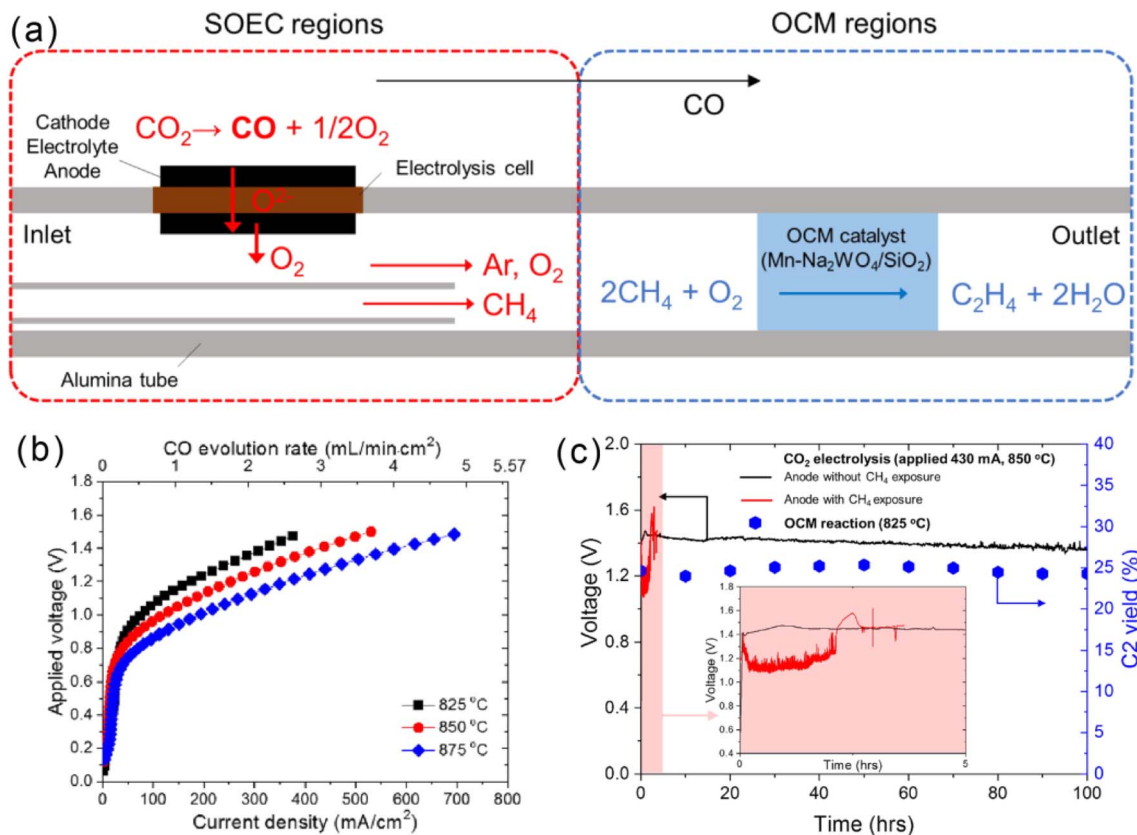 (a)
SOEC regions
OCM regions
CO
CO₂→ CO + 1/2O₂
Cathode
Electrolyte
Anode
Electrolysis cell
O²⁻
Inlet
O₂
Ar, O₂
CH₄
Alumina tube
OCM catalyst
(Mn-Na₂WO₄/SiO₂)
Outlet
2CH₄ + O₂
C₂H₄ + 2H₂O
(b)
CO evolution rate (mL/min·cm²)
0 1 2 3 4 5 5.57
Applied voltage (V)
1.8
1.6
1.4
1.2
1.0
0.8
0.6
0.4
0.2
0.0
825 °C
850 °C
875 °C
0 100 200 300 400 500 600 700 800
Current density (mA/cm²)
(c)
Voltage (V)
2.0
1.6
1.2
0.8
0.4
0.0
CO₂ electrolysis (applied 430 mA, 850 °C)
Anode without CH₄ exposure
Anode with CH₄ exposure
OCM reaction (825 °C)
Voltage (V)
1.8
1.6
1.4
1.2
1.0
0.8
0.6
0.4
0 5
Time (hrs)
40
35
30
25
20
15
10
5
0
C2 yield (%)
0 20 40 60 80 100
Time (hrs)